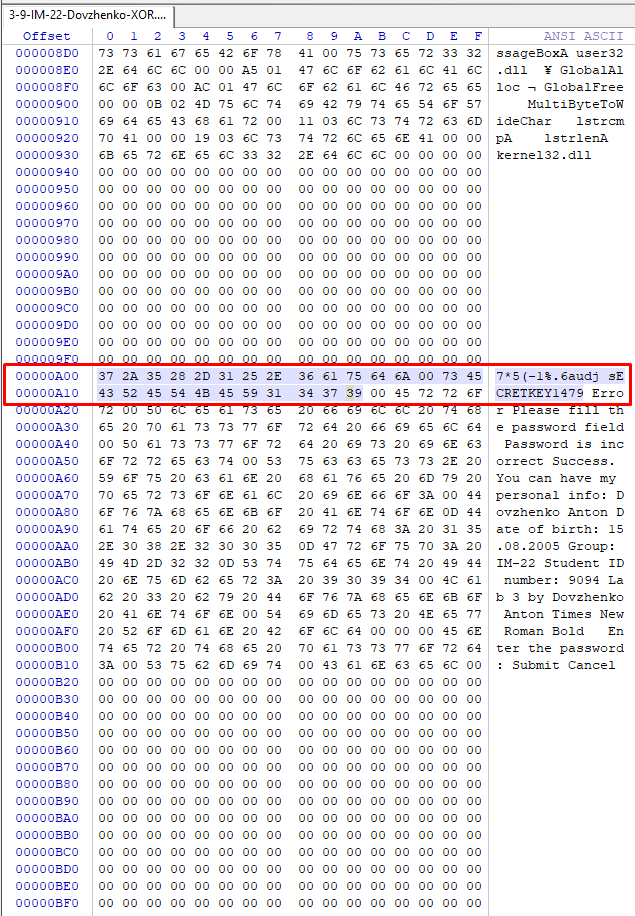 3-9-IM-22-Dovzhenko-XOR....
Offset 0 1 2 3 4 5 6 7 8 9 A B C D E F ANSI ASCII
000008D0 73 73 61 67 65 42 6F 78 41 00 75 73 65 72 33 32 ssageBoxA user32
000008E0 2E 64 6C 6C 00 00 A5 01 47 6C 6F 62 61 6C 41 6C .dll ¥ GlobalAl
000008F0 6C 6F 63 00 AC 01 47 6C 6F 62 61 6C 46 72 65 65 loc ¬ GlobalFree
00000900 00 00 0B 02 4D 75 6C 74 69 42 79 74 65 54 6F 57 MultiByteToW
00000910 69 64 65 43 68 61 72 00 11 03 6C 73 74 72 63 6D ideChar lstrcm
00000920 70 41 00 00 19 03 6C 73 74 72 6C 65 6E 41 00 00 pA lstrlenA
00000930 6B 65 72 6E 65 6C 33 32 2E 64 6C 6C 00 00 00 00 kernel32.dll
00000940 00 00 00 00 00 00 00 00 00 00 00 00 00 00 00 00
00000950 00 00 00 00 00 00 00 00 00 00 00 00 00 00 00 00
00000960 00 00 00 00 00 00 00 00 00 00 00 00 00 00 00 00
00000970 00 00 00 00 00 00 00 00 00 00 00 00 00 00 00 00
00000980 00 00 00 00 00 00 00 00 00 00 00 00 00 00 00 00
00000990 00 00 00 00 00 00 00 00 00 00 00 00 00 00 00 00
000009A0 00 00 00 00 00 00 00 00 00 00 00 00 00 00 00 00
000009B0 00 00 00 00 00 00 00 00 00 00 00 00 00 00 00 00
000009C0 00 00 00 00 00 00 00 00 00 00 00 00 00 00 00 00
000009D0 00 00 00 00 00 00 00 00 00 00 00 00 00 00 00 00
000009E0 00 00 00 00 00 00 00 00 00 00 00 00 00 00 00 00
000009F0 00 00 00 00 00 00 00 00 00 00 00 00 00 00 00 00
00000A00 37 2A 35 28 2D 31 25 2E 36 61 75 64 6A 00 73 45 7*5(-1%.6audj sE
00000A10 43 52 45 54 4B 45 59 31 34 37 39 00 45 72 72 6F CRETKEY1479 Erro
00000A20 72 00 50 6C 65 61 73 65 20 66 69 6C 6C 20 74 68 r Please fill th
00000A30 65 20 70 61 73 73 77 6F 72 64 20 66 69 65 6C 64 e password field
00000A40 00 50 61 73 73 77 6F 72 64 20 69 73 20 69 6E 63 Password is inc
00000A50 6F 72 72 65 63 74 00 53 75 63 63 65 73 73 2E 20 orrect Success.
00000A60 59 6F 75 20 63 61 6E 20 68 61 76 65 20 6D 79 20 You can have my
00000A70 70 65 72 73 6F 6E 61 6C 20 69 6E 66 6F 3A 00 44 personal info: D
00000A80 6F 76 7A 68 65 6E 6B 6F 20 41 6E 74 6F 6E 0D 44 ovzhenko Anton D
00000A90 61 74 65 20 6F 66 20 62 69 72 74 68 3A 20 31 35 ate of birth: 15
00000AA0 2E 30 38 2E 32 30 30 35 0D 47 72 6F 75 70 3A 20 .08.2005 Group:
00000AB0 49 4D 2D 32 32 0D 53 74 75 64 65 6E 74 20 49 44 IM-22 Student ID
00000AC0 20 6E 75 6D 62 65 72 3A 20 39 30 39 34 00 4C 61 number: 9094 La
00000AD0 62 20 33 20 62 79 20 44 6F 76 7A 68 65 6E 6B 6F b 3 by Dovzhenko
00000AE0 20 41 6E 74 6F 6E 00 54 69 6D 65 73 20 4E 65 77 Anton Times New
00000AF0 20 52 6F 6D 61 6E 20 42 6F 6C 64 00 00 00 45 6E Roman Bold En
00000B00 74 65 72 20 74 68 65 20 70 61 73 73 77 6F 72 64 ter the password
00000B10 3A 00 53 75 62 6D 69 74 00 43 61 6E 63 65 6C 00 : Submit Cancel
00000B20 00 00 00 00 00 00 00 00 00 00 00 00 00 00 00 00
00000B30 00 00 00 00 00 00 00 00 00 00 00 00 00 00 00 00
00000B40 00 00 00 00 00 00 00 00 00 00 00 00 00 00 00 00
00000B50 00 00 00 00 00 00 00 00 00 00 00 00 00 00 00 00
00000B60 00 00 00 00 00 00 00 00 00 00 00 00 00 00 00 00
00000B70 00 00 00 00 00 00 00 00 00 00 00 00 00 00 00 00
00000B80 00 00 00 00 00 00 00 00 00 00 00 00 00 00 00 00
00000B90 00 00 00 00 00 00 00 00 00 00 00 00 00 00 00 00
00000BA0 00 00 00 00 00 00 00 00 00 00 00 00 00 00 00 00
00000BB0 00 00 00 00 00 00 00 00 00 00 00 00 00 00 00 00
00000BC0 00 00 00 00 00 00 00 00 00 00 00 00 00 00 00 00
00000BD0 00 00 00 00 00 00 00 00 00 00 00 00 00 00 00 00
00000BE0 00 00 00 00 00 00 00 00 00 00 00 00 00 00 00 00
00000BF0 00 00 00 00 00 00 00 00 00 00 00 00 00 00 00 00